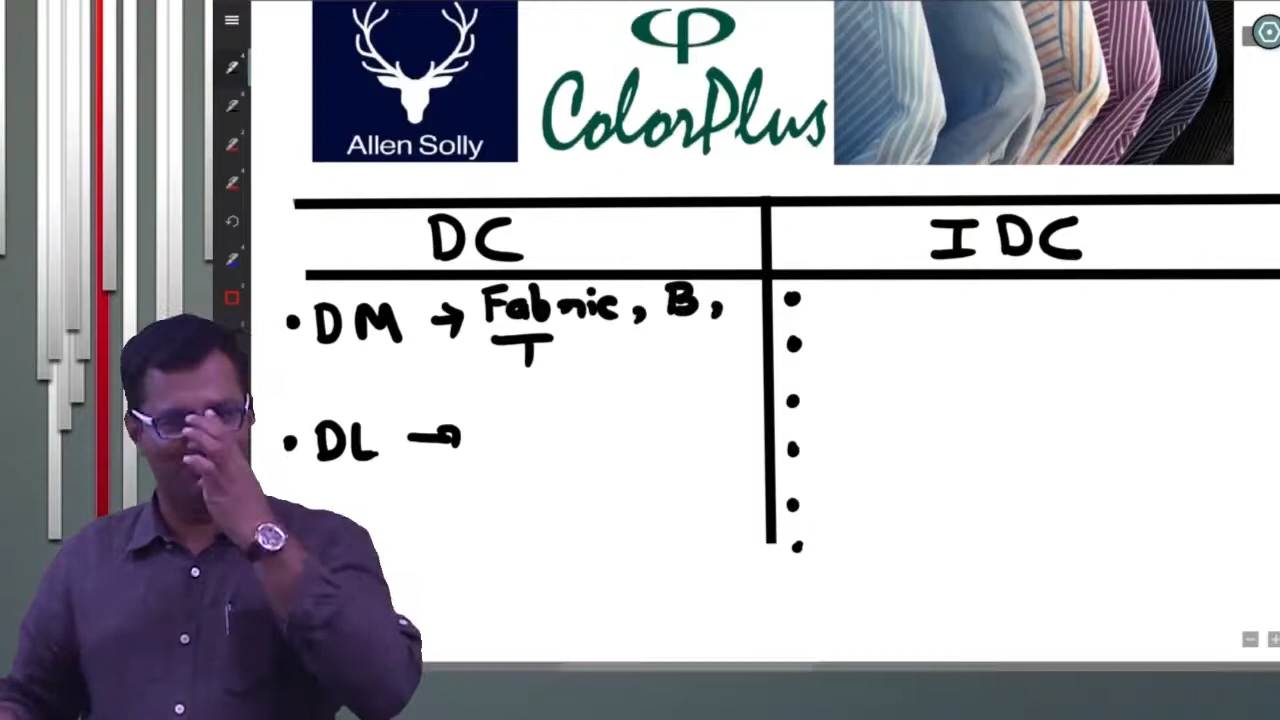 Allen Solly
CP
ColorPlus
DC
IDC
• DM → Fabric, B,
T
• DL →